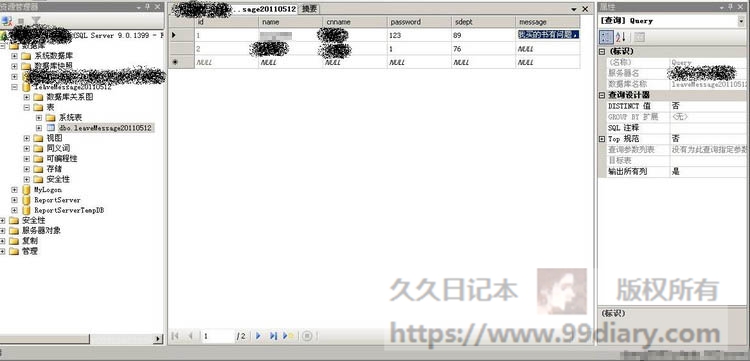 资源管理器
(SQL Server 9.0.1399 -
数据库
系统数据库
数据库快照
leaveMessage20110512
数据库关系图
表
系统表
dbo.leaveMessage20110512
视图
同义词
可编程性
存储
安全性
MyLogon
ReportServer
ReportServerTempDB
安全性
服务器对象
复制
管理
...sage20110512 摘要
id name cnname password sdept message
1 123 89 我买的书有问题,
2 1 76 NULL
NULL NULL NULL NULL NULL NULL
1 / 2
属性
[查询] Query
(标识)
(名称) Query
服务器名
数据库名称 leaveMessage20110512
查询设计器
DISTINCT 值 否
GROUP BY 扩展 <无>
SQL 注释
Top 规范 否
查询参数列表 没有为此查询指定参数
目标表
输出所有列 是
(标识)
久久日记本 版权所有
https://www.99diary.com